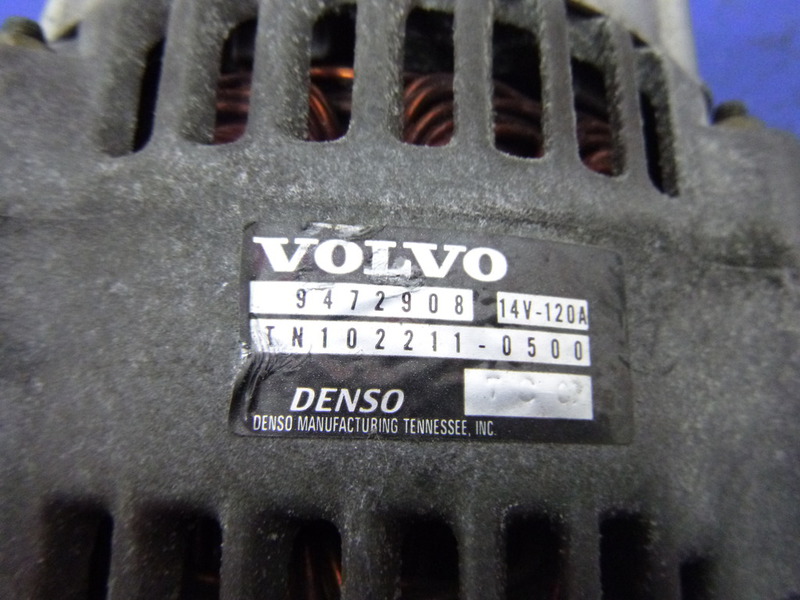 VOLVO
9472908 14V-120A
TN102211-0500
DENSO
DENSO MANUFACTURING TENNESSEE, INC.